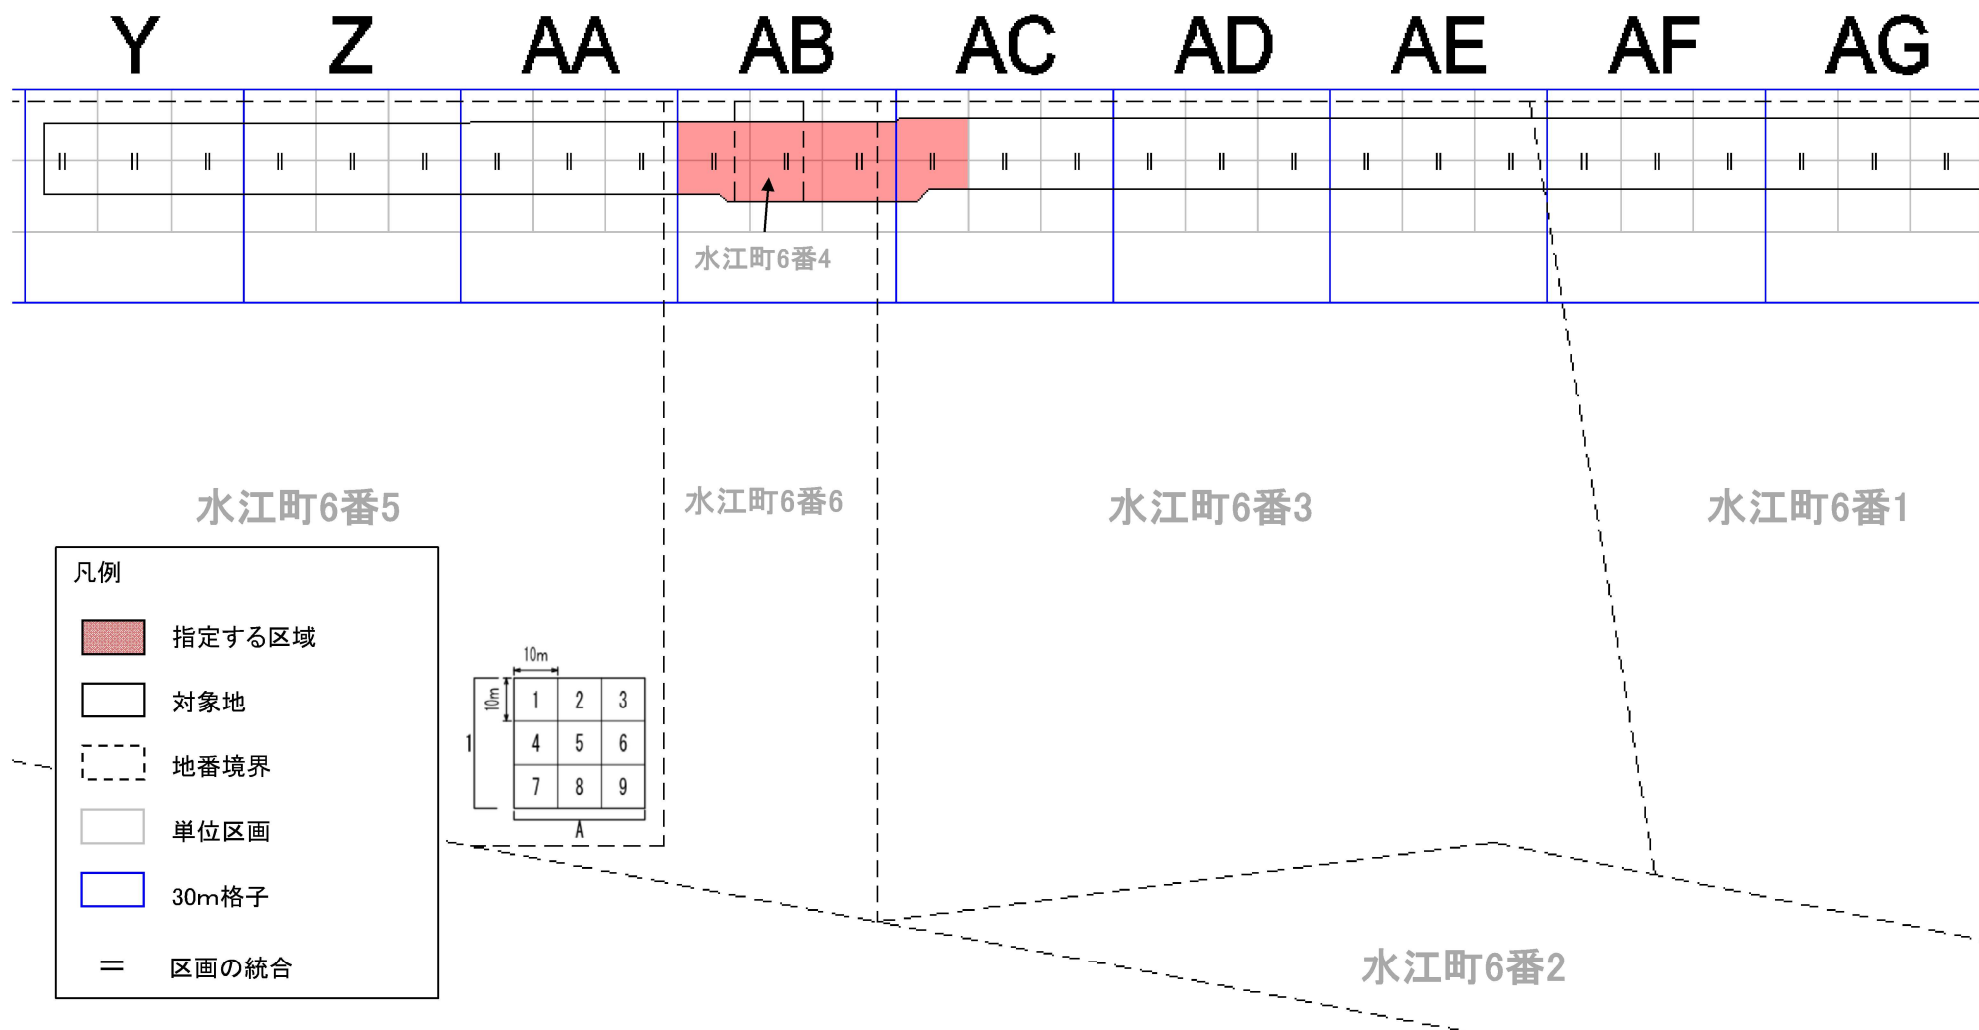 Y Z AA AB AC AD AE AF AG
水江町6番4
水江町6番5
水江町6番6
水江町6番3
水江町6番1
凡例
指定する区域
対象地
地番境界
単位区画
30m格子
区画の統合
10m
10m
1 2 3
4 5 6
7 8 9
1
A
水江町6番2